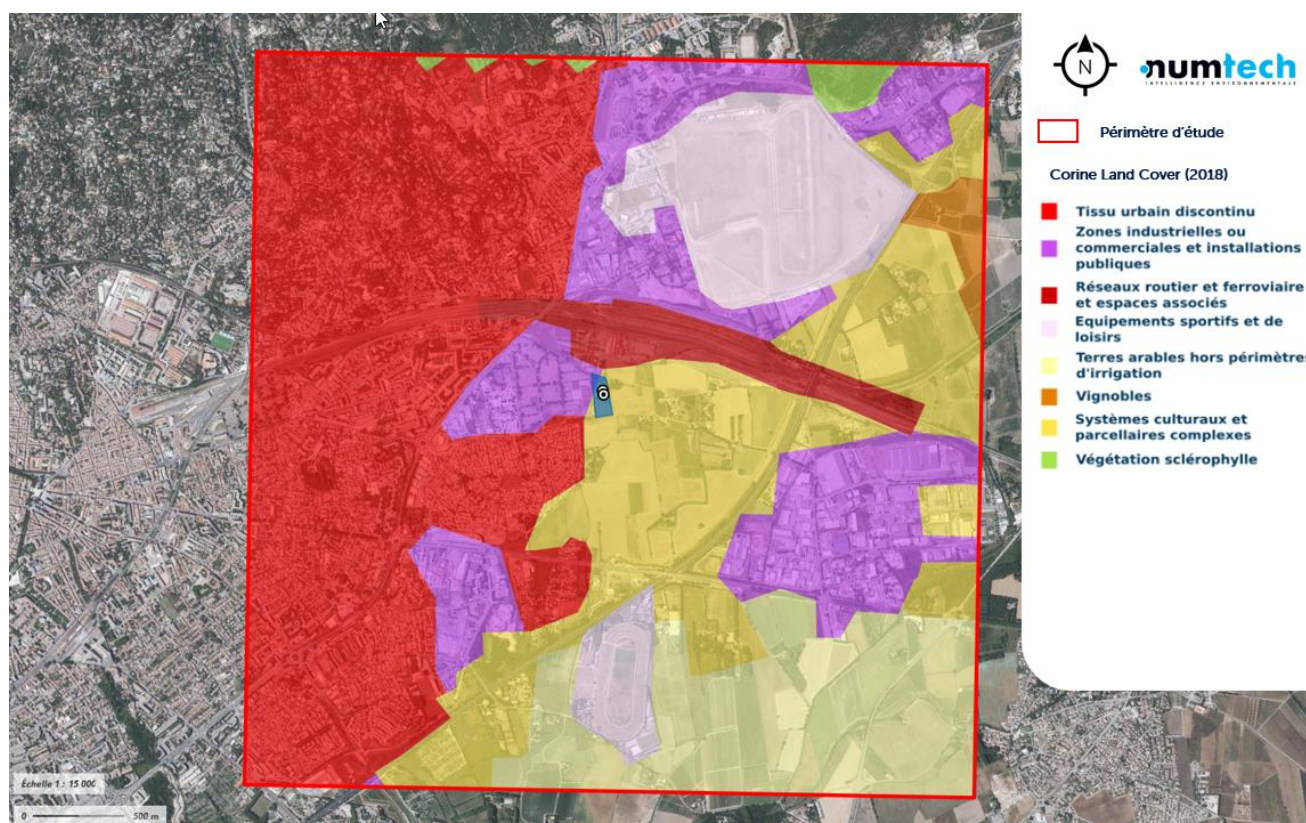 N
numtech
INTELLIGENCE ENVIRONNEMENTALE
Périmètre d'étude
Corine Land Cover (2018)
Tissu urbain discontinu
Zones industrielles ou
commerciales et installations
publiques
Réseaux routier et ferroviaire
et espaces associés
Equipements sportifs et de
loisirs
Terres arables hors périmètres
d'irrigation
Vignobles
Systèmes culturaux et
parcellaires complexes
Végétation sclérophylle
Échelle 1 : 15 000
0 500 m